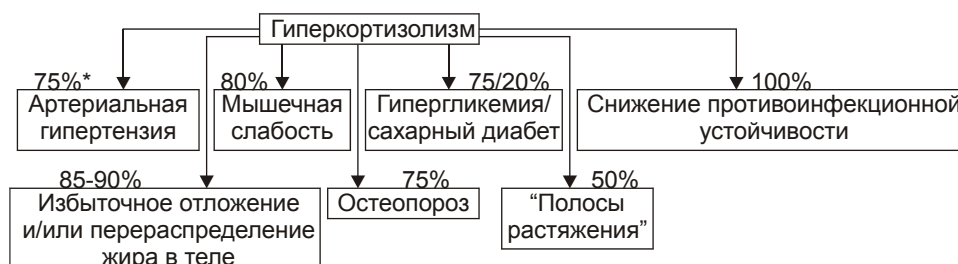 Гиперкортизолизм
75%*
80%
75/20%
100%
Артериальная
гипертензия
Мышечная
слабость
Гипергликемия/
сахарный диабет
Снижение противоинфекционной
устойчивости
85-90%
75%
50%
Избыточное отложение
и/или перераспределение
жира в теле
Остеопороз
“Полосы
растяжения”